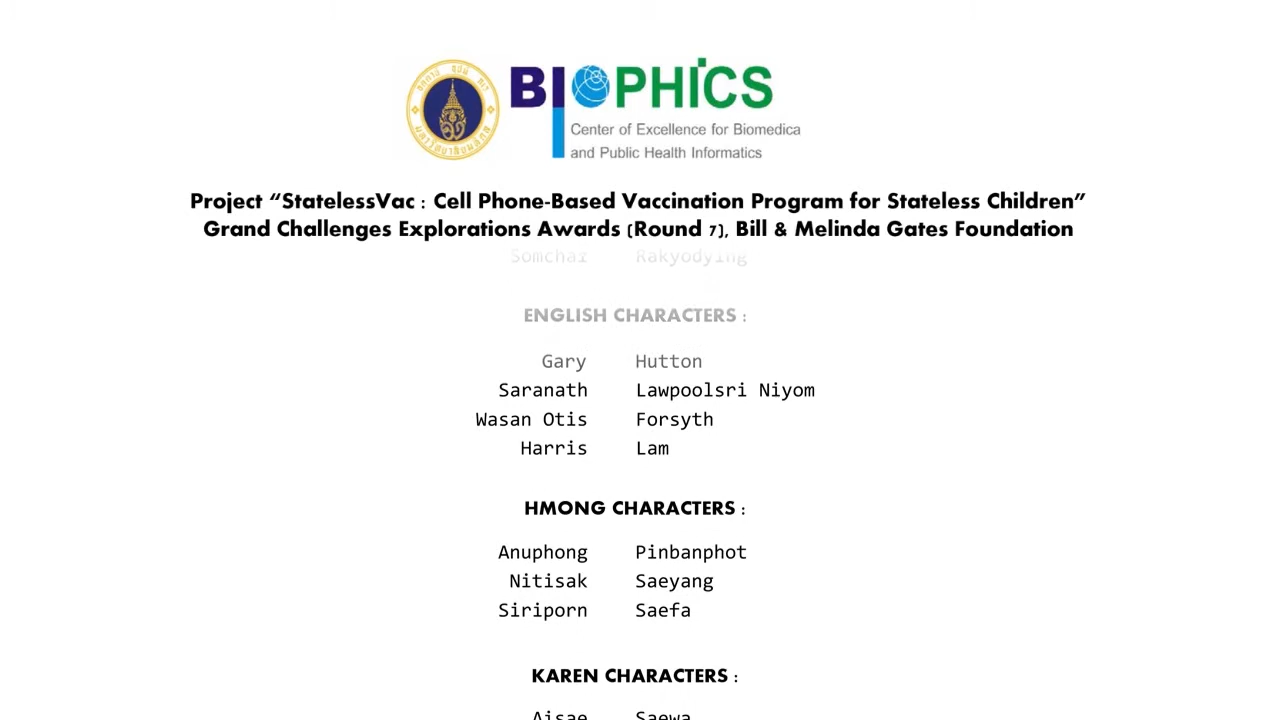 BIOPHICS
Center of Excellence for Biomedica
and Public Health Informatics
Project “StatelessVac : Cell Phone-Based Vaccination Program for Stateless Children”
Grand Challenges Explorations Awards (Round 7), Bill & Melinda Gates Foundation
Somchai Rakyodying
ENGLISH CHARACTERS :
Gary Hutton
Saranath Lawpoolsri Niyom
Wasan Otis Forsyth
Harris Lam
HMONG CHARACTERS :
Anuphong Pinbanphot
Nitisak Saeyang
Siriporn Saefa
KAREN CHARACTERS :
Aisae Saewa